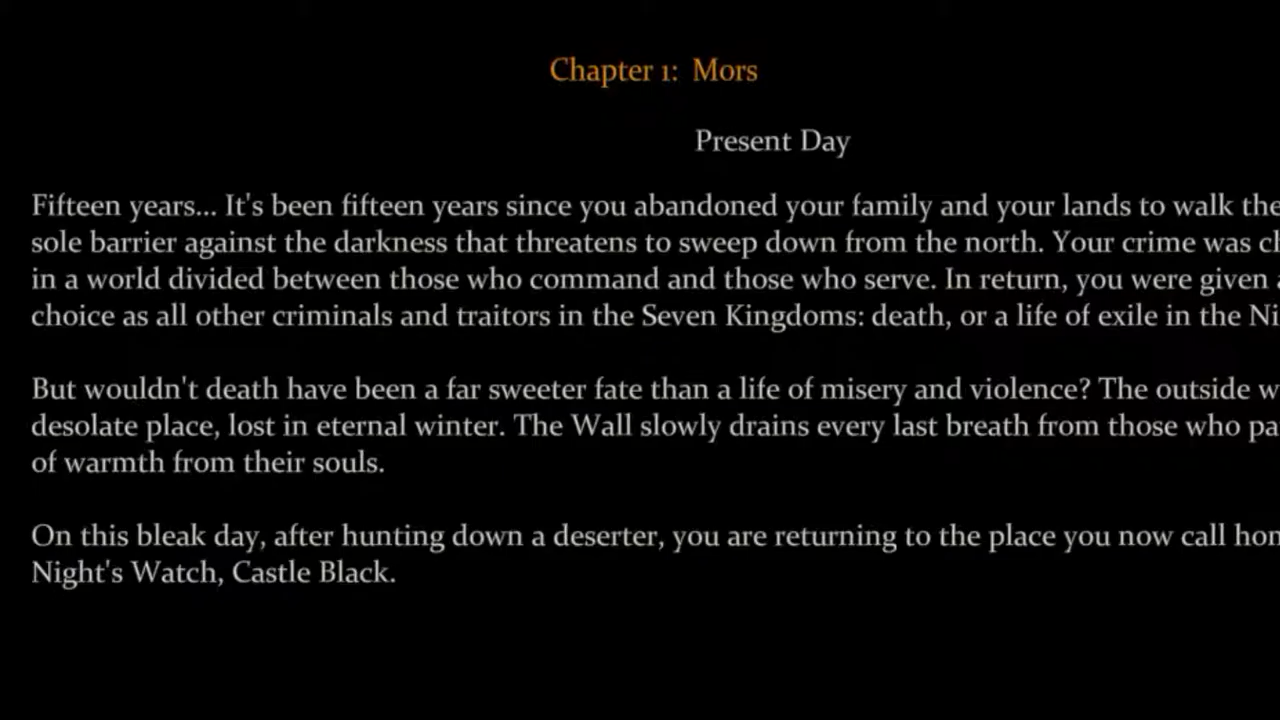 Chapter 1: Mors
Present Day
Fifteen years... It's been fifteen years since you abandoned your family and your lands to walk the
sole barrier against the darkness that threatens to sweep down from the north. Your crime was
in a world divided between those who command and those who serve. In return, you were given
choice as all other criminals and traitors in the Seven Kingdoms: death, or a life of exile in the
But wouldn't death have been a far sweeter fate than a life of misery and violence? The outside
desolate place, lost in eternal winter. The Wall slowly drains every last breath from those who
of warmth from their souls.
On this bleak day, after hunting down a deserter, you are returning to the place you now call
Night's Watch, Castle Black.